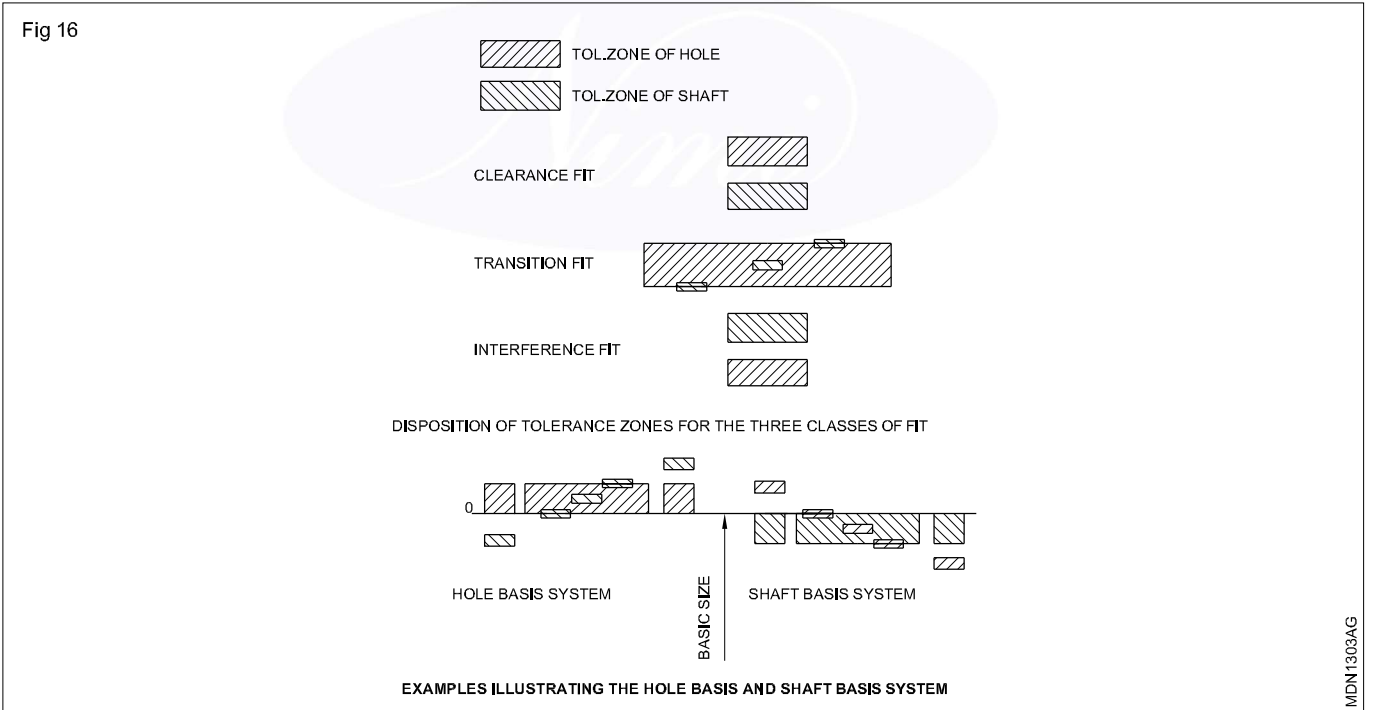 Fig 16
TOL.ZONE OF HOLE
TOL.ZONE OF SHAFT
Nimi
CLEARANCE FIT
TRANSITION FIT
INTERFERENCE FIT
DISPOSITION OF TOLERANCE ZONES FOR THE THREE CLASSES OF FIT
0
HOLE BASIS SYSTEM
BASIC SIZE
SHAFT BASIS SYSTEM
EXAMPLES ILLUSTRATING THE HOLE BASIS AND SHAFT BASIS SYSTEM
MDN1303AG